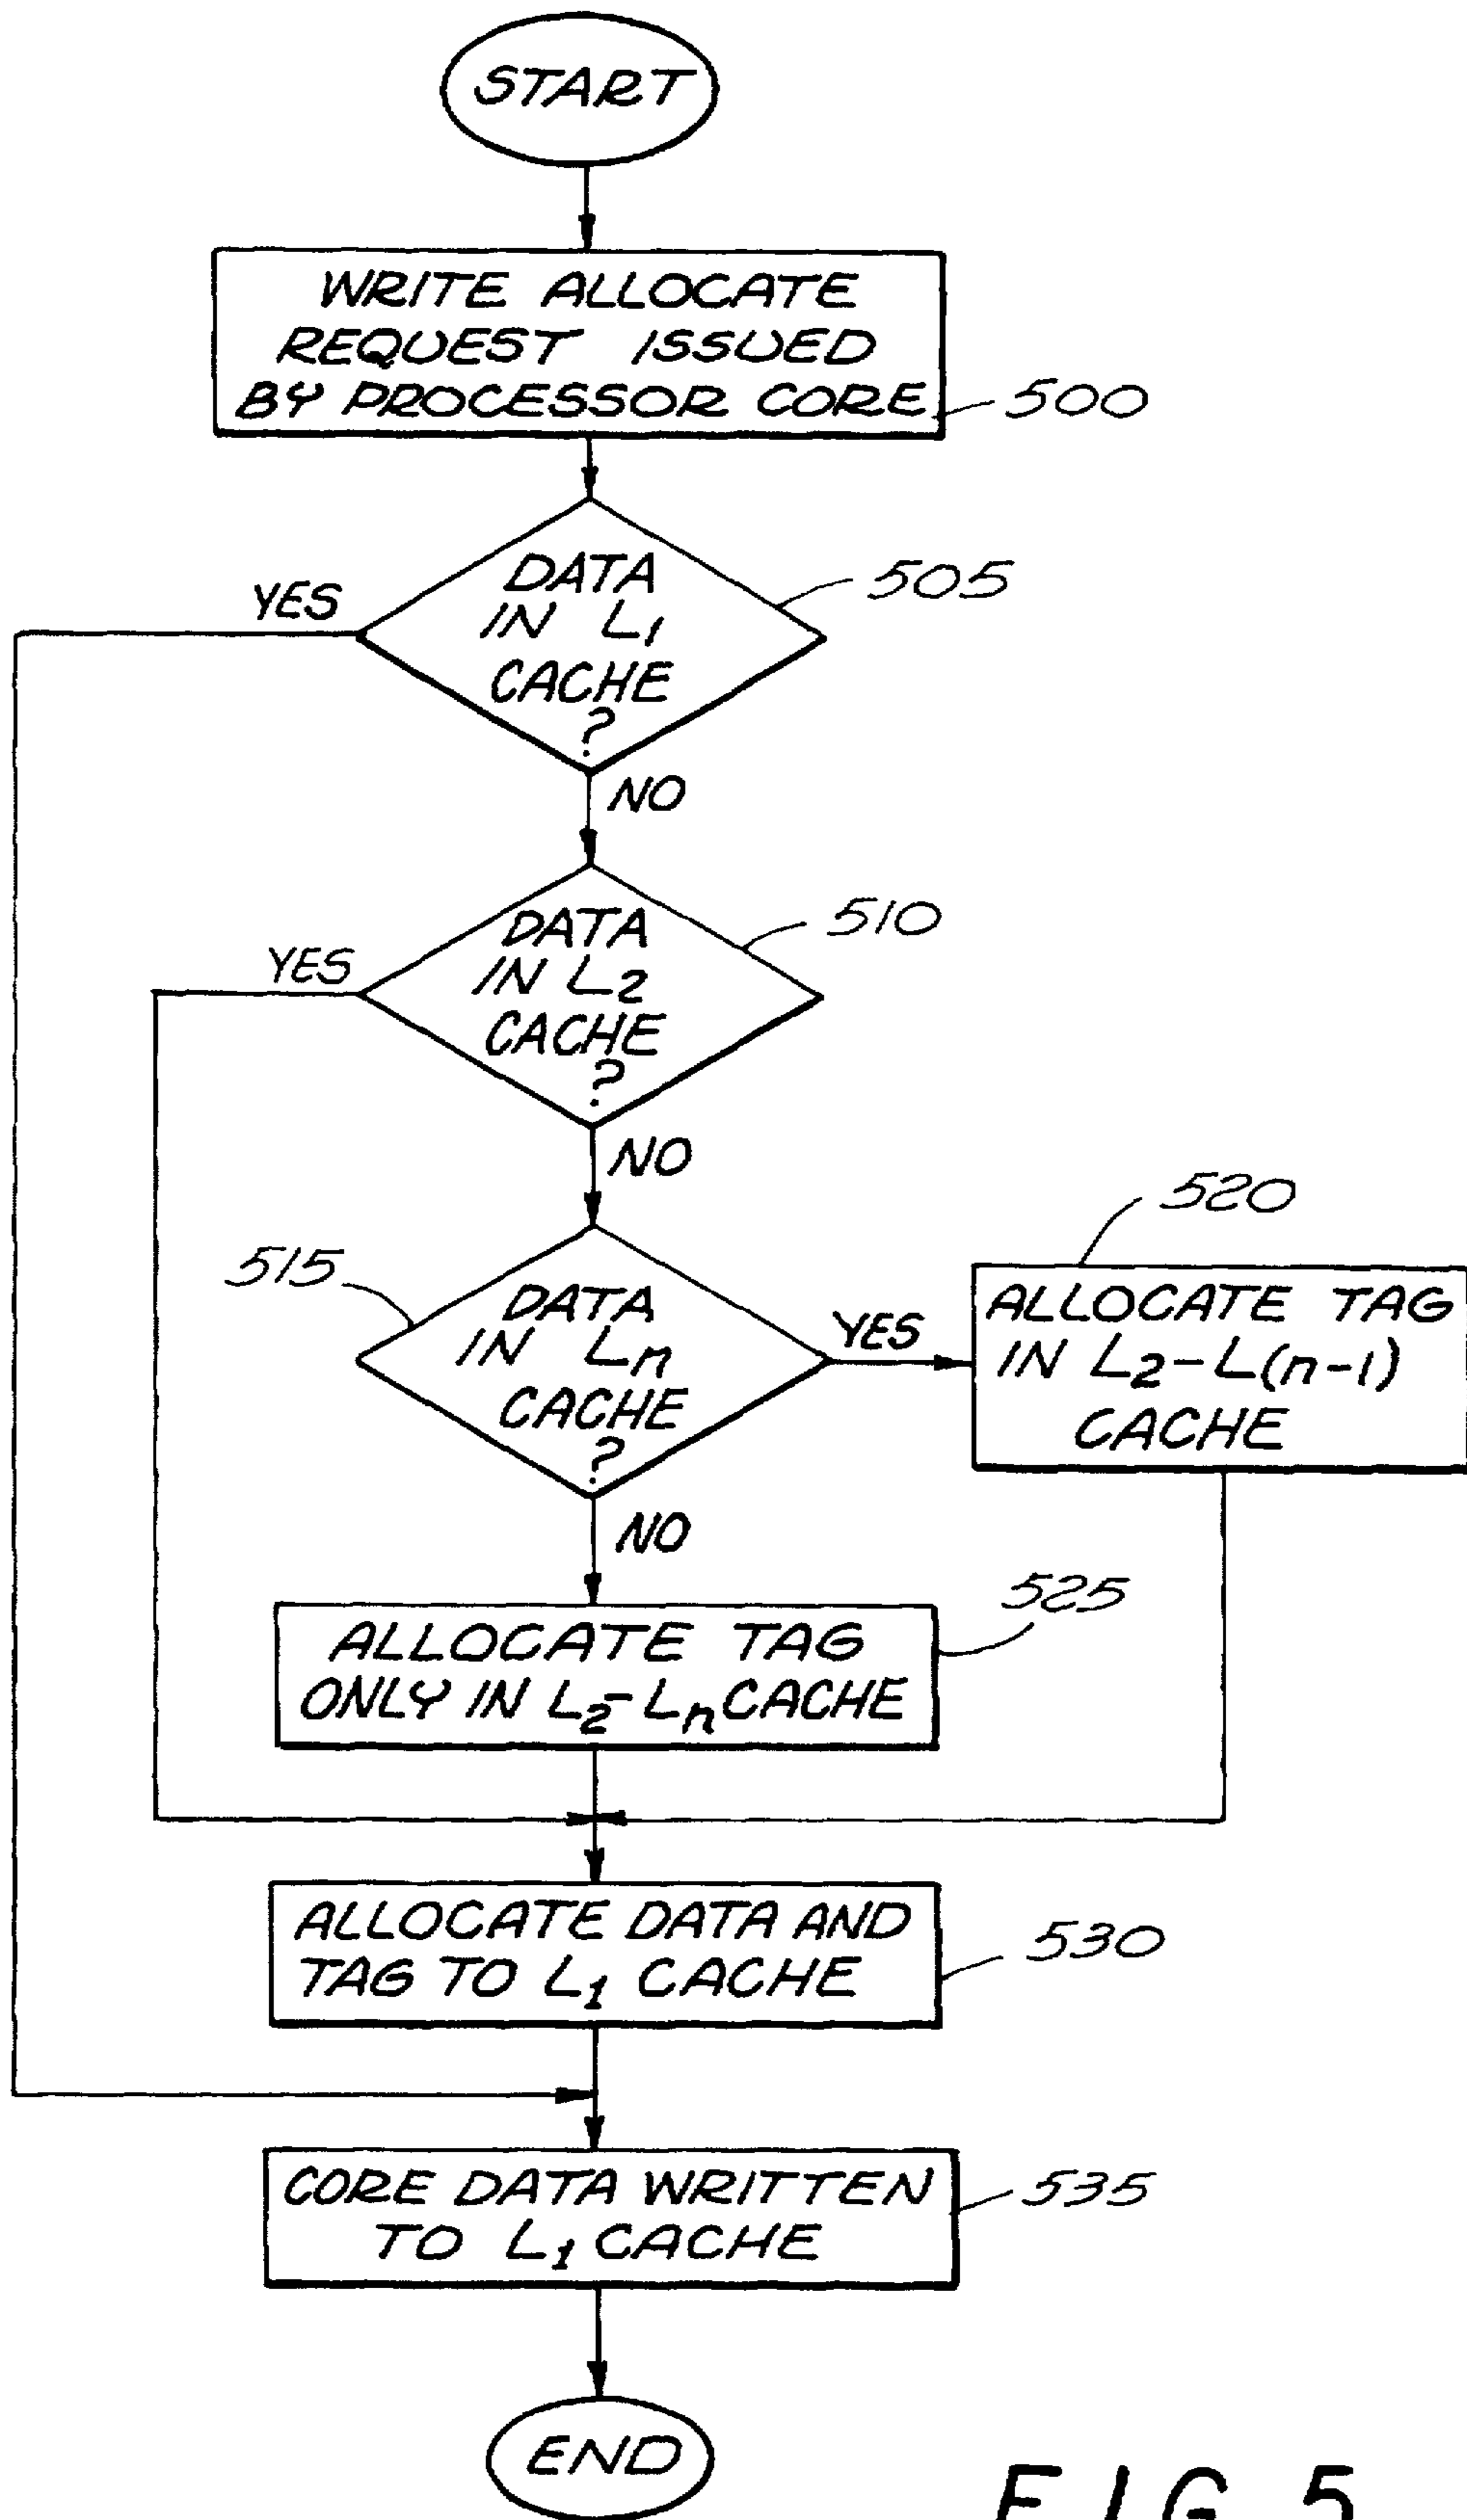 START
WRITE ALLOCATE
REQUEST ISSUED
BY PROCESSOR CORE
500
DATA
IN L1
CACHE
?
505
YES
NO
DATA
IN L2
CACHE
?
510
YES
NO
515
DATA
IN Ln
CACHE
?
YES
520
ALLOCATE TAG
IN L2-L(n-1)
CACHE
NO
525
ALLOCATE TAG
ONLY IN L2-Ln CACHE
ALLOCATE DATA AND
TAG TO L1 CACHE
530
CORE DATA WRITTEN
TO L1 CACHE
535
END
FIG 5